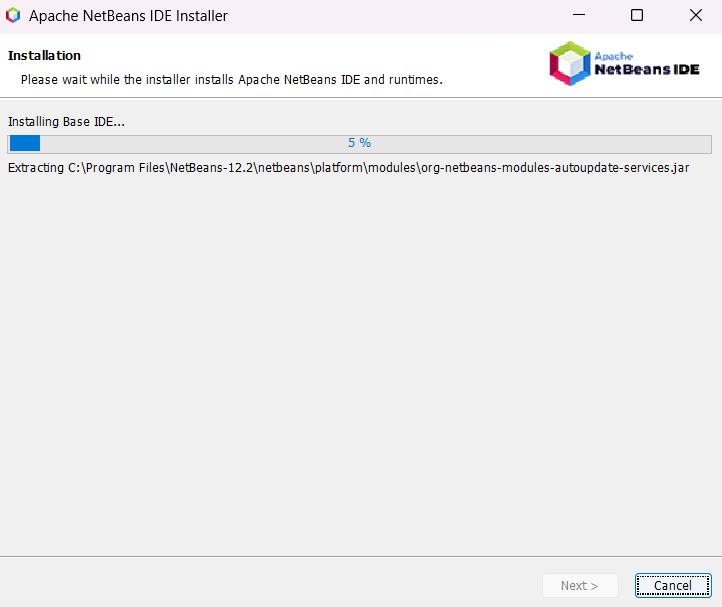 Apache NetBeans IDE Installer
Installation
Please wait while the installer installs Apache NetBeans IDE and runtimes.
Apache
NetBeans IDE
Installing Base IDE...
5 %
Extracting C:\Program Files\NetBeans-12.2\netbeans\platform\modules\org-netbeans-modules-autoupdate-services.jar
Next >
Cancel